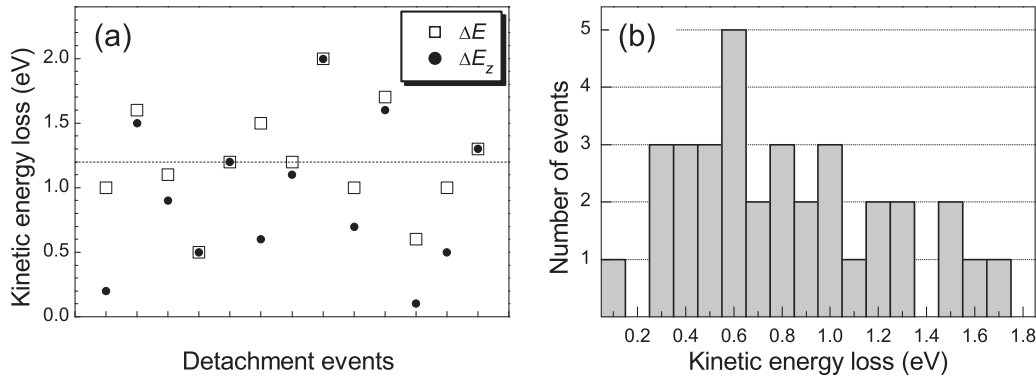 (a)
ΔE
ΔE_z
Kinetic energy loss (eV)
2.0
1.5
1.0
0.5
0.0
Detachment events
(b)
Number of events
5
4
3
2
1
0.2 0.4 0.6 0.8 1.0 1.2 1.4 1.6 1.8
Kinetic energy loss (eV)